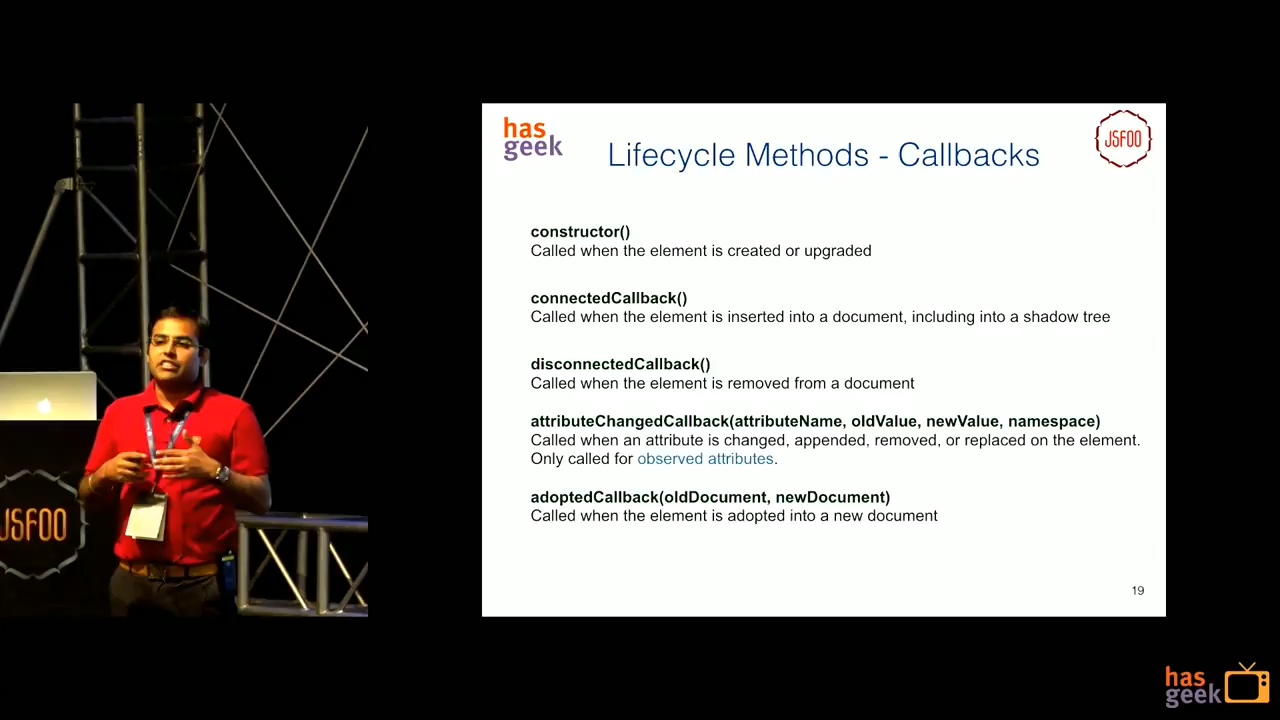 has
geek
JSFOO
Lifecycle Methods - Callbacks
constructor()
Called when the element is created or upgraded
connectedCallback()
Called when the element is inserted into a document, including into a shadow tree
disconnectedCallback()
Called when the element is removed from a document
attributeChangedCallback(attributeName, oldValue, newValue, namespace)
Called when an attribute is changed, appended, removed, or replaced on the element.
Only called for observed attributes.
adoptedCallback(oldDocument, newDocument)
Called when the element is adopted into a new document
19
JSFOO
has
geek